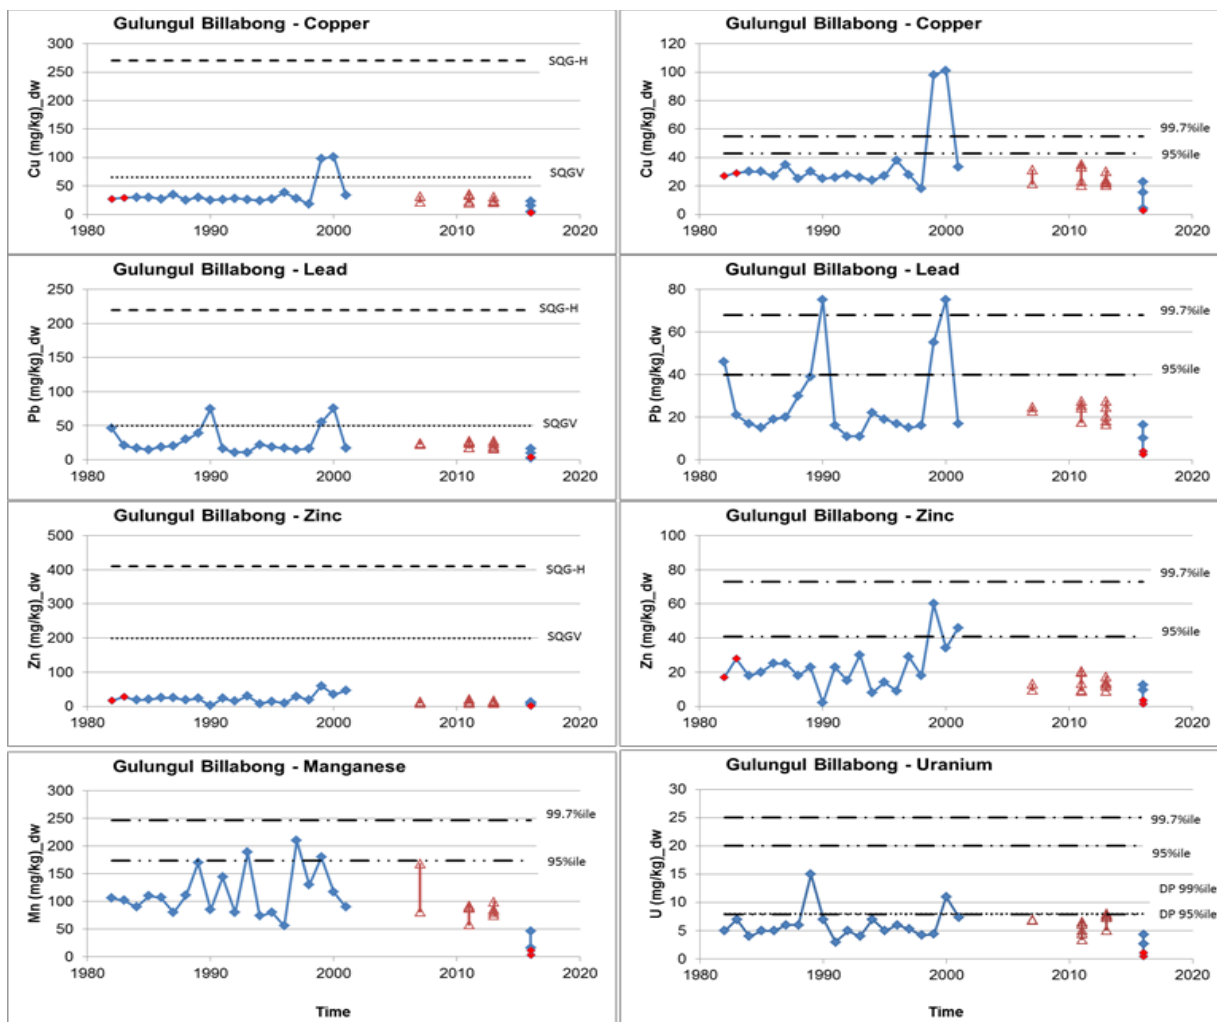 Gulungul Billabong - Copper
Cu (mg/kg)_dw
300
250
200
150
100
50
0
SQG-H
SQGV
1980 1990 2000 2010 2020
Gulungul Billabong - Copper
Cu (mg/kg)_dw
120
100
80
60
40
20
0
99.7%ile
95%ile
1980 1990 2000 2010 2020
Gulungul Billabong - Lead
Pb (mg/kg)_dw
250
200
150
100
50
0
SQG-H
SQGV
1980 1990 2000 2010 2020
Gulungul Billabong - Lead
Pb (mg/kg)_dw
80
60
40
20
0
99.7%ile
95%ile
1980 1990 2000 2010 2020
Gulungul Billabong - Zinc
Zn (mg/kg)_dw
500
400
300
200
100
0
SQG-H
SQGV
1980 1990 2000 2010 2020
Gulungul Billabong - Zinc
Zn (mg/kg)_dw
100
80
60
40
20
0
99.7%ile
95%ile
1980 1990 2000 2010 2020
Gulungul Billabong - Manganese
Mn (mg/kg)_dw
300
250
200
150
100
50
0
99.7%ile
95%ile
1980 1990 2000 2010 2020
Time
Gulungul Billabong - Uranium
U (mg/kg)_dw
30
25
20
15
10
5
0
99.7%ile
95%ile
DP 99%ile
DP 95%ile
1980 1990 2000 2010 2020
Time